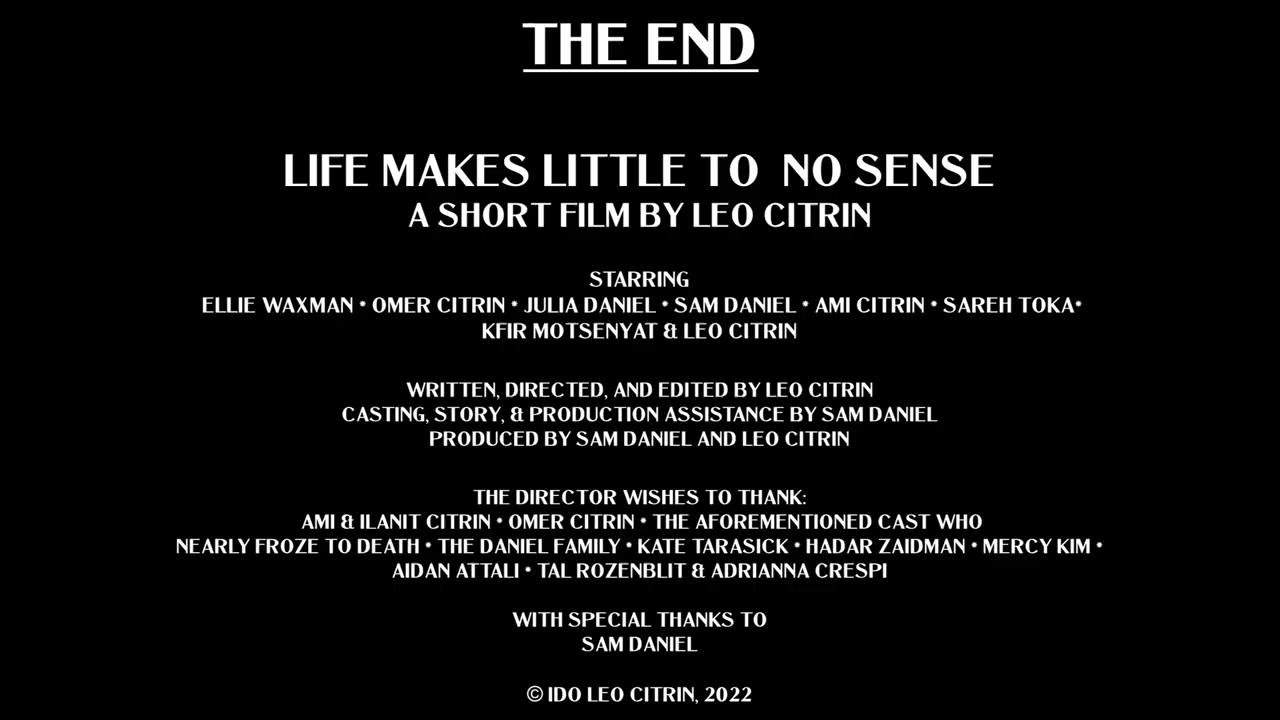 THE END
LIFE MAKES LITTLE TO  NO SENSE
A SHORT FILM BY LEO CITRIN
STARRING
ELLIE WAXMAN • OMER CITRIN • JULIA DANIEL • SAM DANIEL • AMI CITRIN • SAREH TOKA•
KFIR MOTSENYAT & LEO CITRIN
WRITTEN, DIRECTED, AND EDITED BY LEO CITRIN
CASTING, STORY, & PRODUCTION ASSISTANCE BY SAM DANIEL
PRODUCED BY SAM DANIEL AND LEO CITRIN
THE DIRECTOR WISHES TO THANK:
AMI & ILANIT CITRIN • OMER CITRIN • THE AFOREMENTIONED CAST WHO
NEARLY FROZE TO DEATH • THE DANIEL FAMILY • KATE TARASICK • HADAR ZAIDMAN • MERCY KIM •
AIDAN ATTALI • TAL ROZENBLIT & ADRIANNA CRESPI
WITH SPECIAL THANKS TO
SAM DANIEL
© IDO LEO CITRIN, 2022